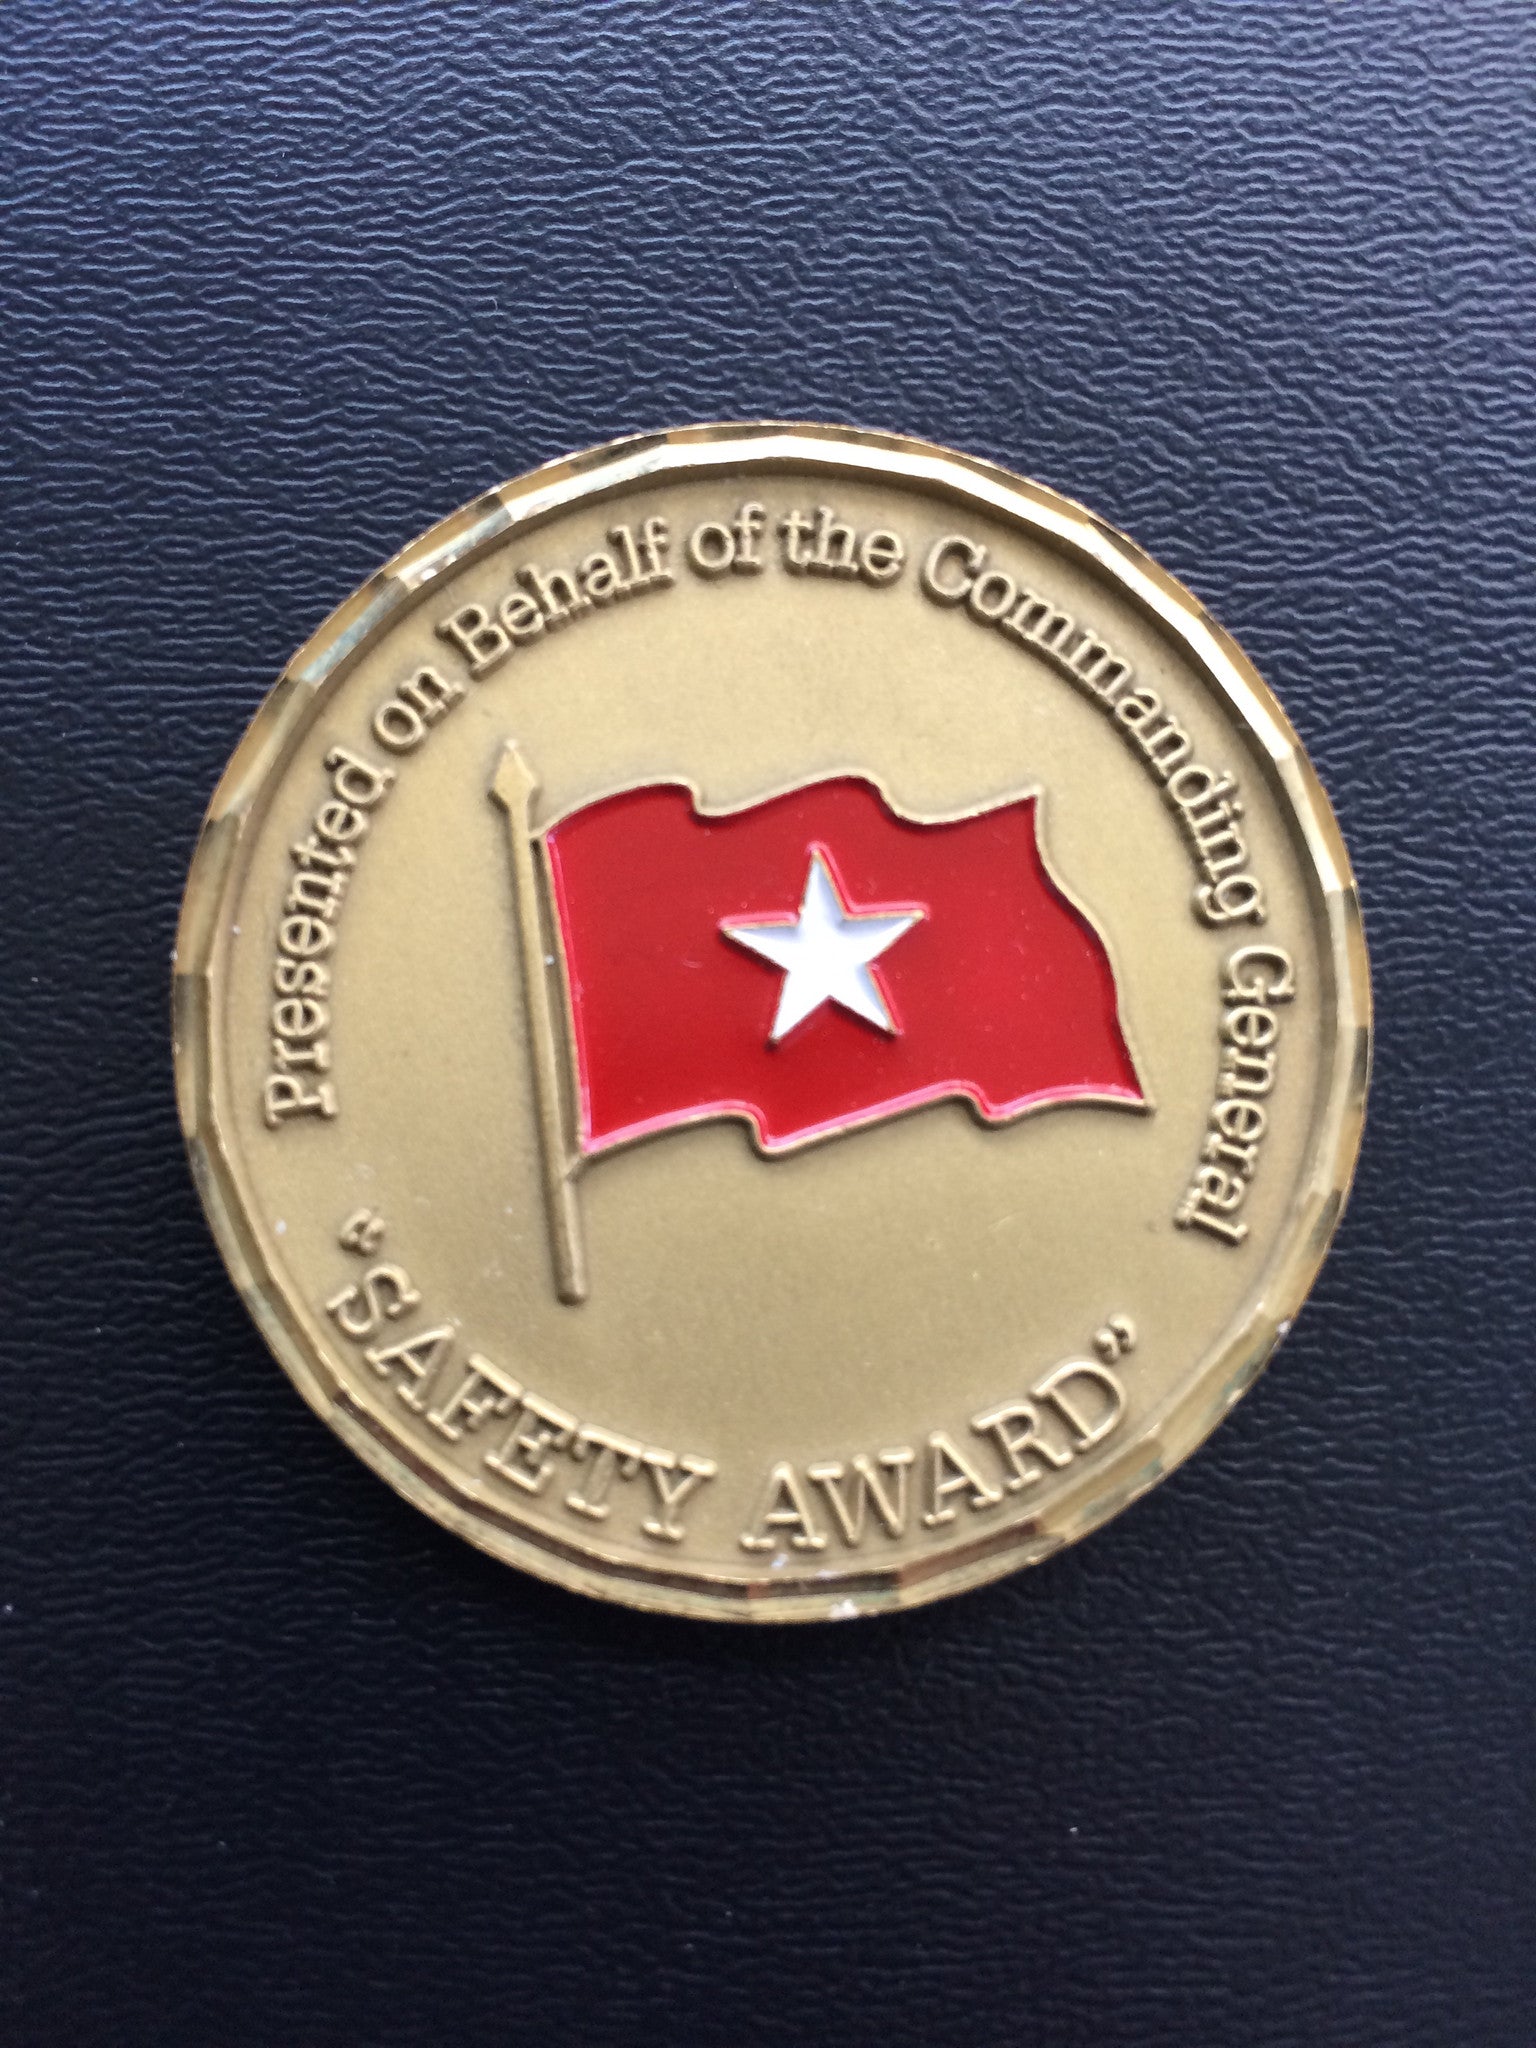 Presented on Behalf of the Commanding General
“SAFETY AWARD”